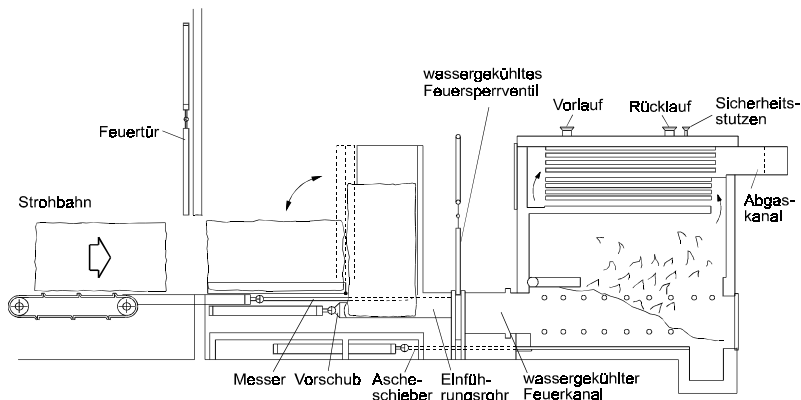 wassergekühltes
Feuersperrventil
Vorlauf
Rücklauf
Sicherheits-
stutzen
Feuertür
Strohbahn
Abgas-
kanal
Messer
Vorschub
Asche-
schieber
EInfüh-
rungsrohr
wassergekühlter
Feuerkanal